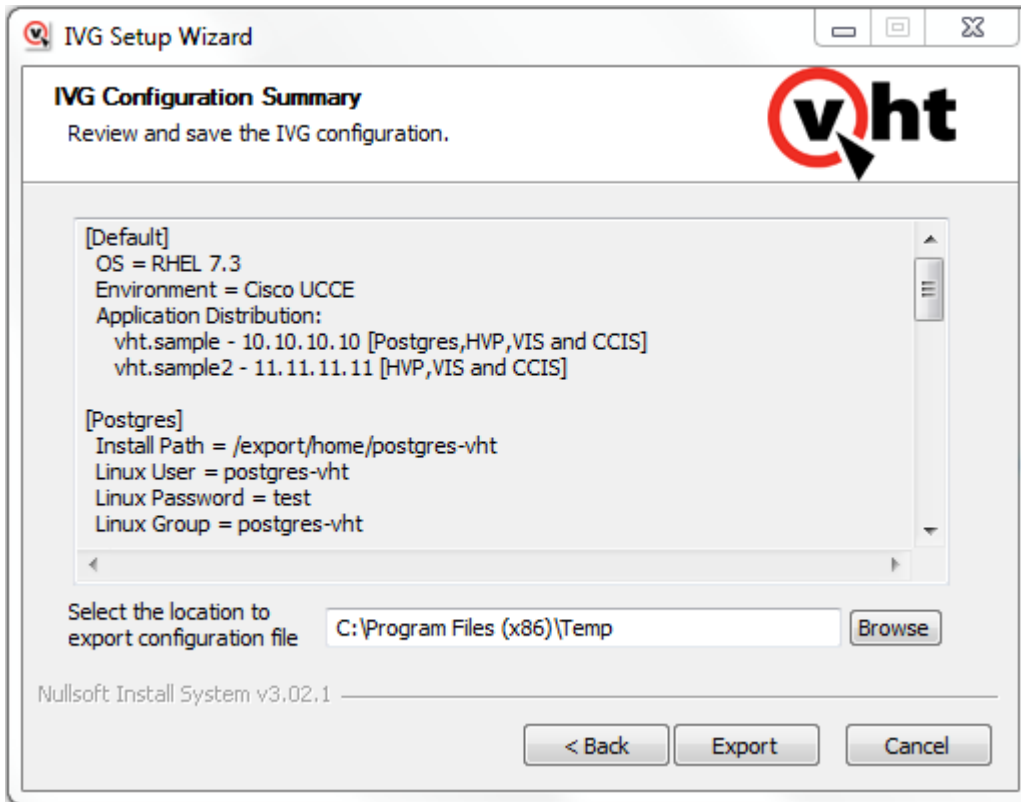 IVG Setup Wizard
IVG Configuration Summary
Review and save the IVG configuration.
vht
[Default]
OS = RHEL 7.3
Environment = Cisco UCCE
Application Distribution:
vht.sample - 10.10.10.10 [Postgres,HVP,VIS and CCIS]
vht.sample2 - 11.11.11.11 [HVP,VIS and CCIS]
[Postgres]
Install Path = /export/home/postgres-vht
Linux User = postgres-vht
Linux Password = test
Linux Group = postgres-vht
Select the location to
export configuration file
C:\Program Files (x86)\Temp
Browse
Nullsoft Install System v3.02.1
< Back
Export
Cancel